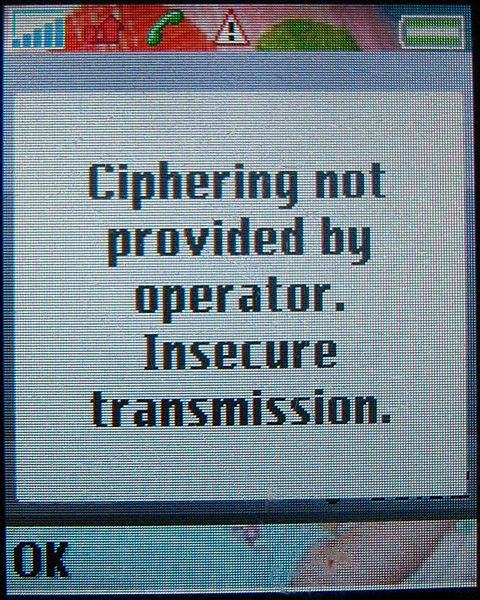 Ciphering not
provided by
operator.
Insecure
transmission.
OK